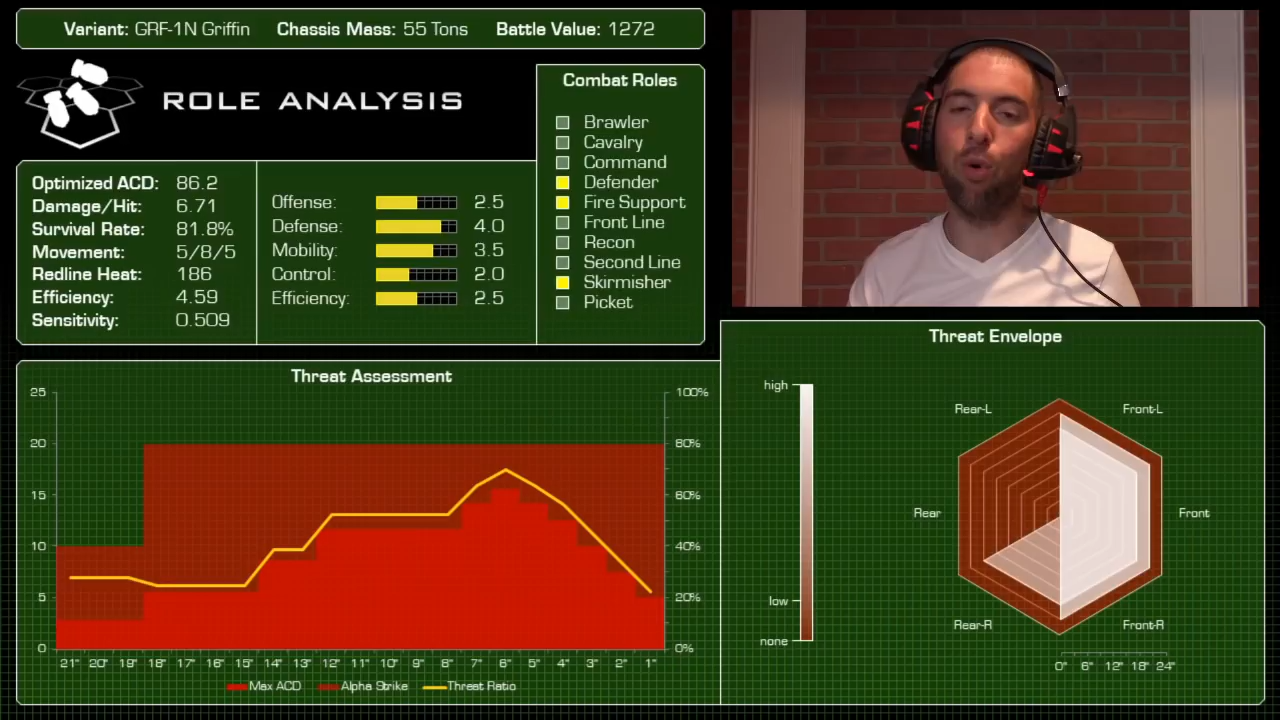 Variant: GRF-1N Griffin Chassis Mass: 55 Tons Battle Value: 1272
ROLE ANALYSIS
Combat Roles
Brawler
Cavalry
Command
Defender
Fire Support
Front Line
Recon
Second Line
Skirmisher
Picket
Optimized ACD: 86.2
Damage/Hit: 6.71
Survival Rate: 81.8%
Movement: 5/8/5
Redline Heat: 186
Efficiency: 4.59
Sensitivity: 0.509
Offense: 2.5
Defense: 4.0
Mobility: 3.5
Control: 2.0
Efficiency: 2.5
Threat Assessment
25 100%
20 80%
15 60%
10 40%
5 20%
0 0%
21" 20" 19" 18" 17" 16" 15" 14" 13" 12" 11" 10" 9" 8" 7" 6" 5" 4" 3" 2" 1"
Max ACD Alpha Strike Threat Ratio
Threat Envelope
high
low
none
Rear-L Front-L
Rear Front
Rear-R Front-R
0" 6" 12" 18" 24"